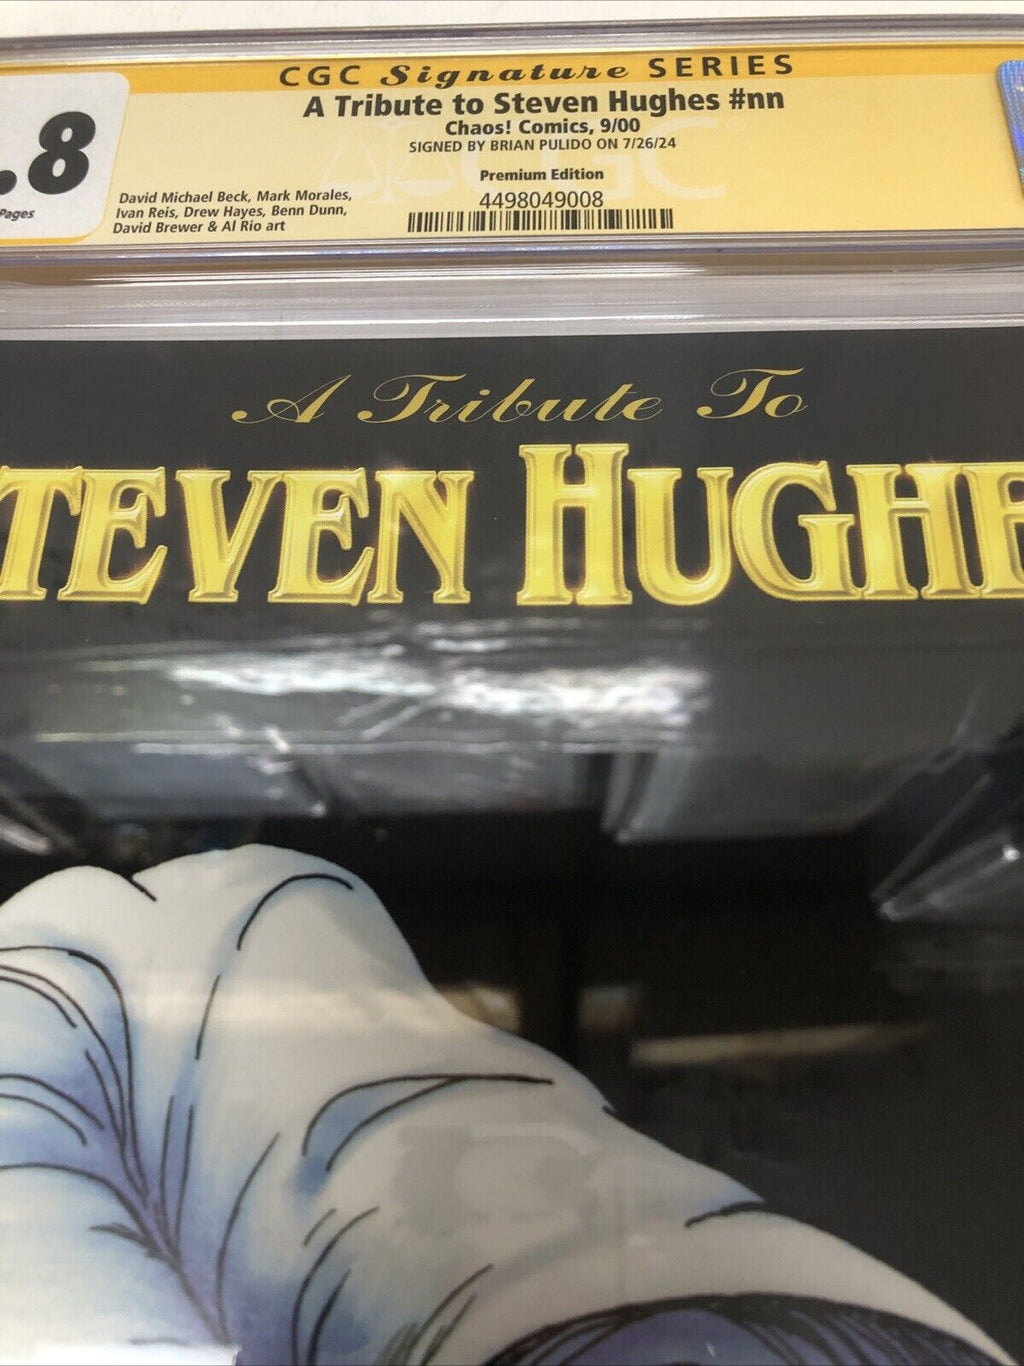 CGC Signature SERIES
A Tribute to Steven Hughes #nn
Chaos! Comics, 9/00
SIGNED BY BRIAN PULIDO ON 7/26/24
Premium Edition
4498049008
.8
Pages
David Michael Beck, Mark Morales,
Ivan Reis, Drew Hayes, Benn Dunn,
David Brewer & Al Rio art
CGC
A Tribute To
TEVEN HUGHE